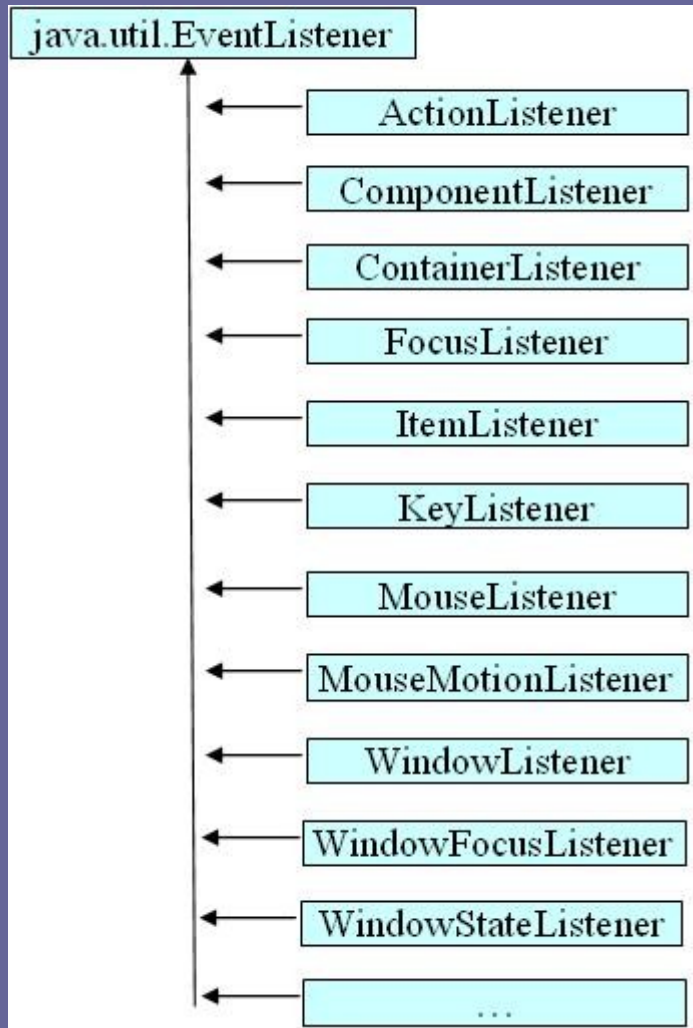 java.util.EventListener
ActionListener
ComponentListener
ContainerListener
FocusListener
ItemListener
KeyListener
MouseListener
MouseMotionListener
WindowListener
WindowFocusListener
WindowStateListener
...